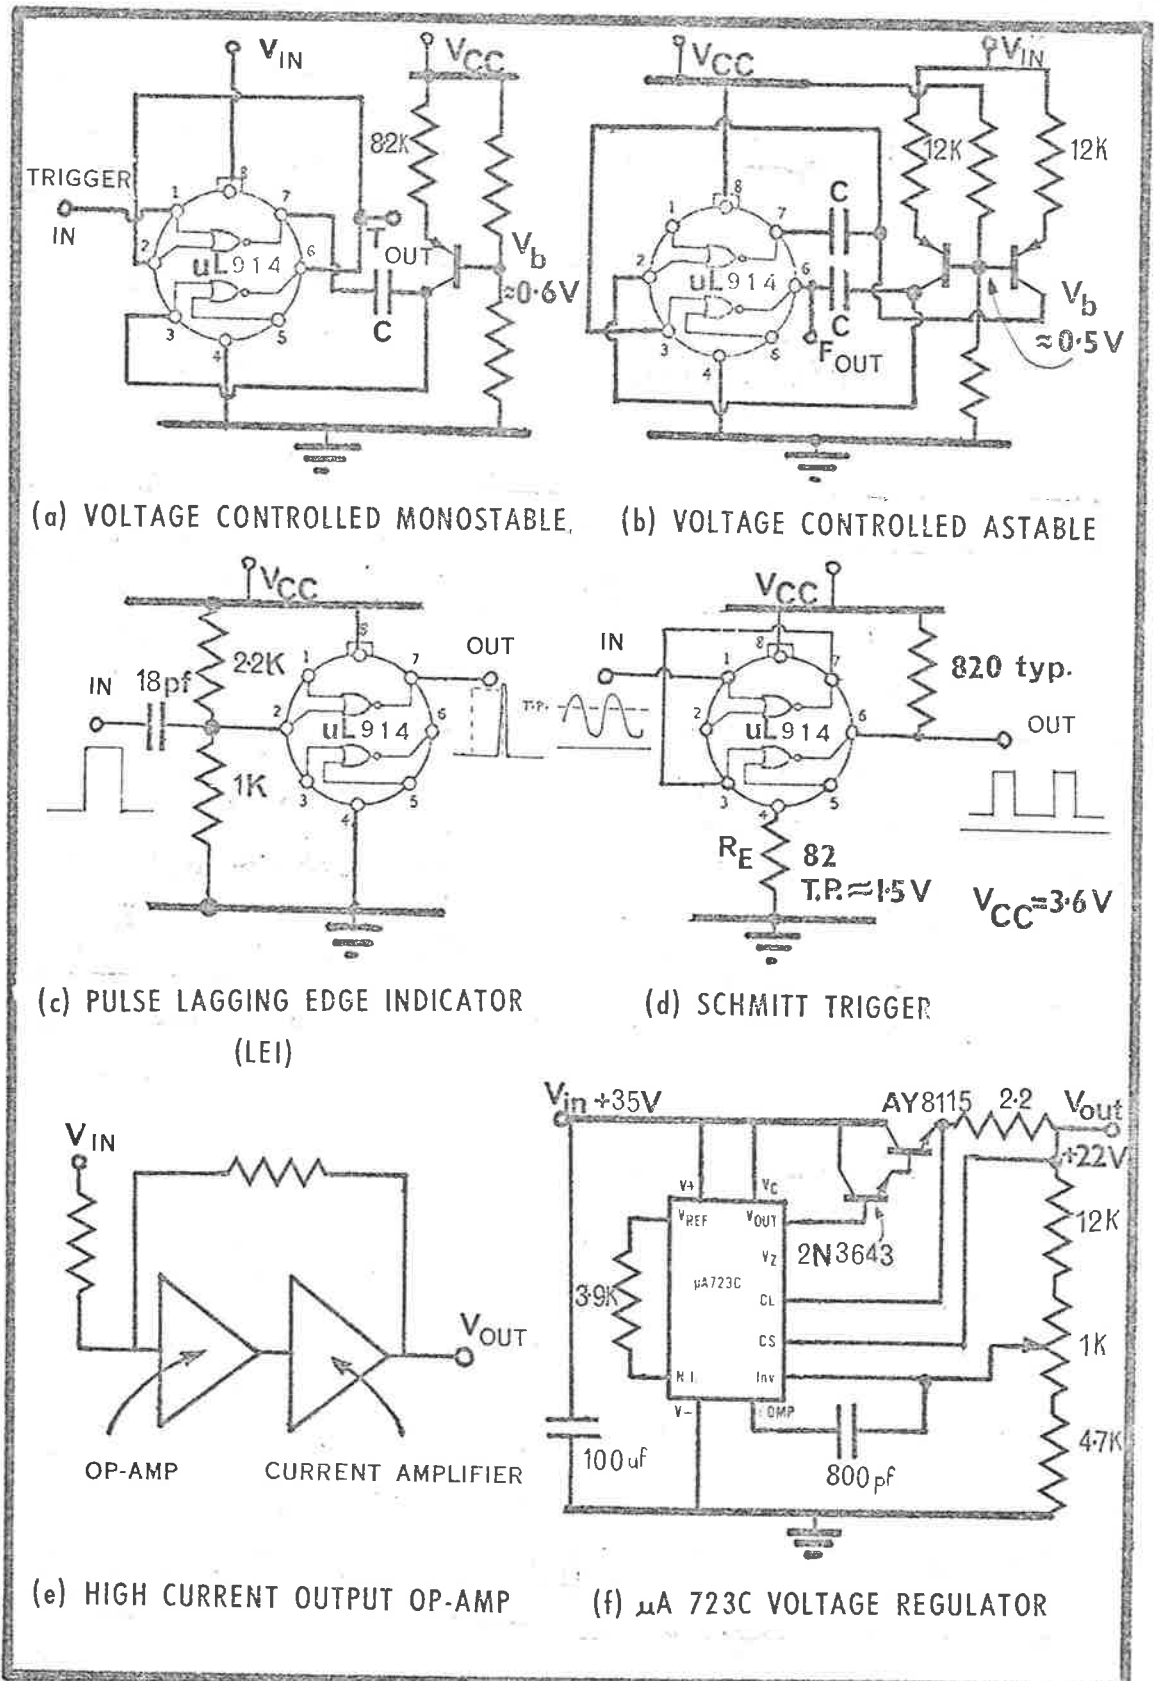 V_IN
V_CC
82K
TRIGGER
IN
1
8
7
2
uL914
6
T_OUT
V_b
≈0.6V
C
3
4
5
(a) VOLTAGE CONTROLLED MONOSTABLE
V_CC
V_IN
12K
12K
C
1
8
7
2
uL914
6
C
F_OUT
3
4
6
V_b
≈0·5V
(b) VOLTAGE CONTROLLED ASTABLE
V_CC
2·2K
IN
18pf
1
8
7
OUT
2
uL914
6
1K
3
4
5
(c) PULSE LAGGING EDGE INDICATOR
(LEI)
V_CC
IN
T.P.
1
8
7
820 typ.
2
uL914
6
OUT
3
4
5
R_E
82
T.P.≈1·5V
V_CC=3·6V
(d) SCHMITT TRIGGER
V_IN
V_OUT
OP-AMP
CURRENT AMPLIFIER
(e) HIGH CURRENT OUTPUT OP-AMP
V_in +35V
AY8115
2·2
V_out
+22V
V+
V_C
V_REF
V_OUT
2N3643
12K
V_Z
μA723C
3·9K
CL
CS
1K
N.I.
Inv
V-
OMP
100uf
800pf
4·7K
(f) μA 723C VOLTAGE REGULATOR